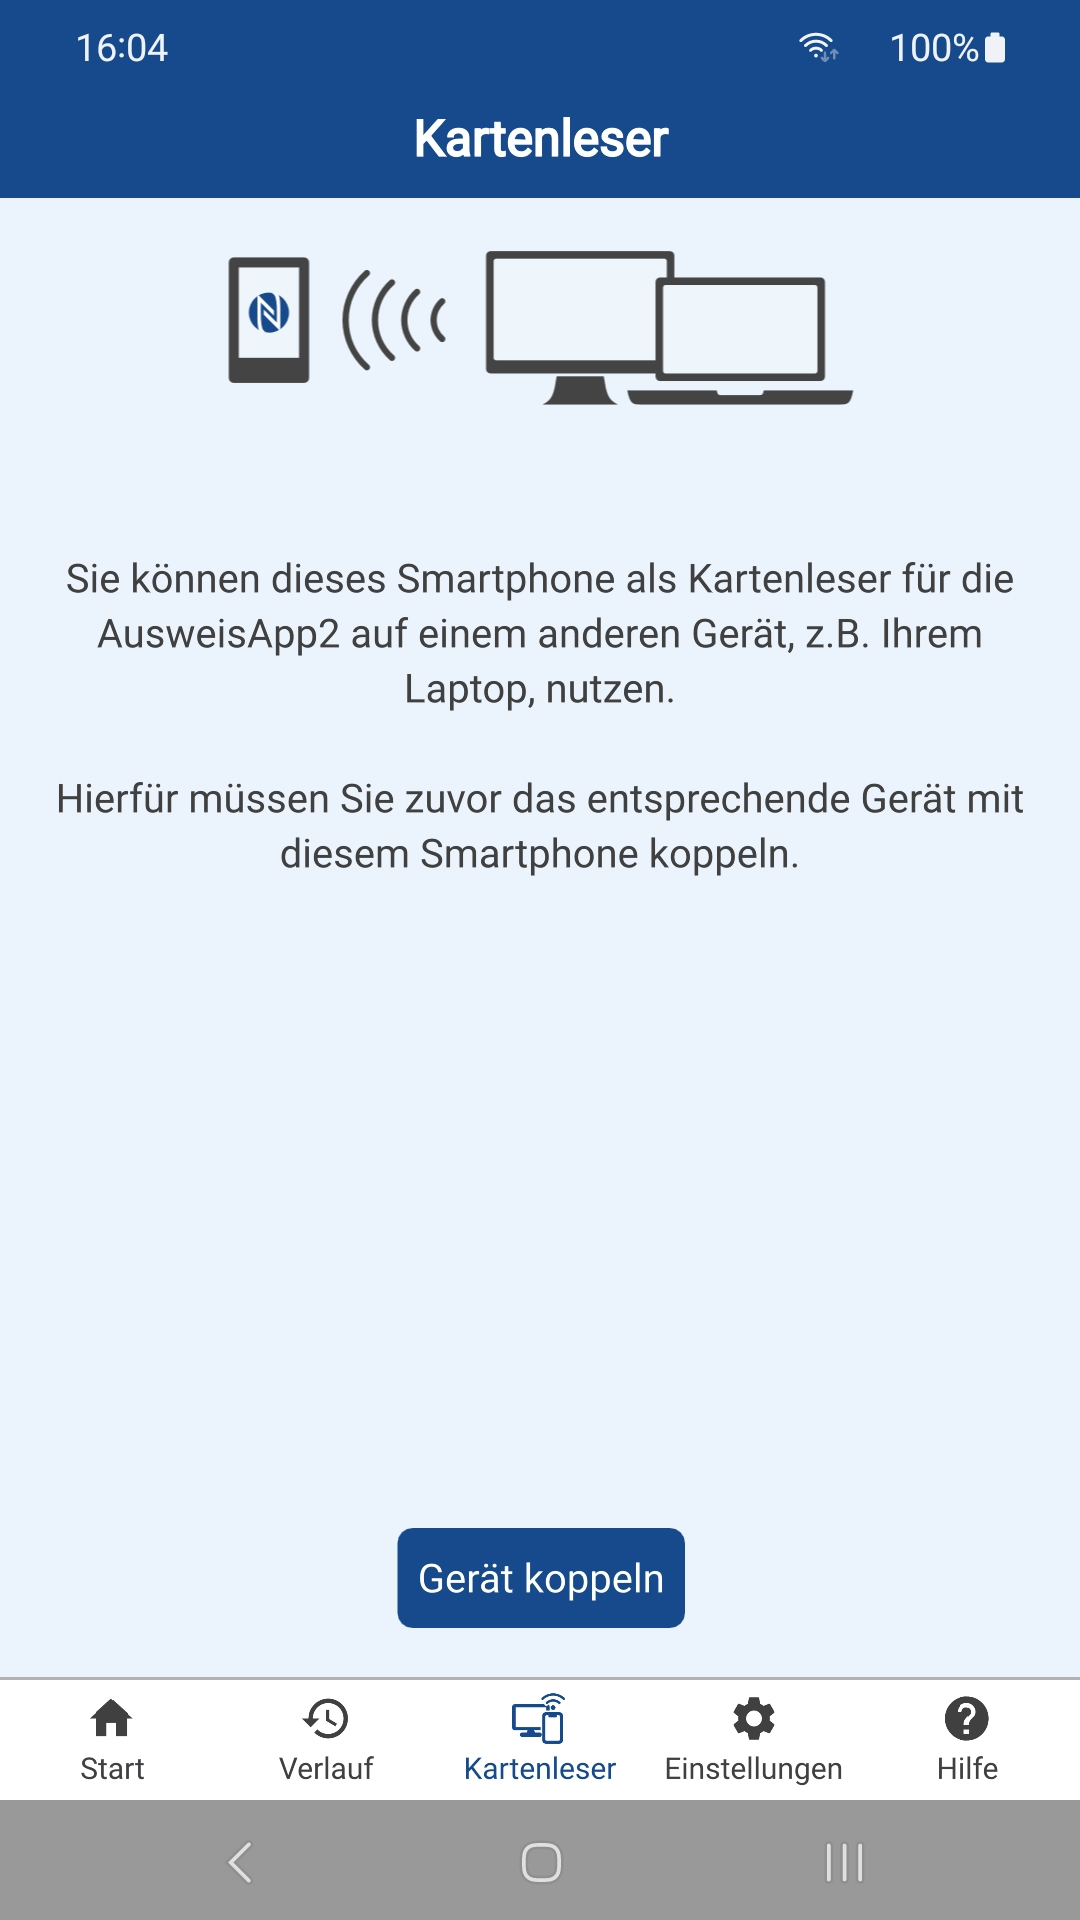 16:04
100%
Kartenleser
Sie können dieses Smartphone als Kartenleser für die
AusweisApp2 auf einem anderen Gerät, z.B. Ihrem
Laptop, nutzen.
Hierfür müssen Sie zuvor das entsprechende Gerät mit
diesem Smartphone koppeln.
Gerät koppeln
Start
Verlauf
Kartenleser
Einstellungen
Hilfe